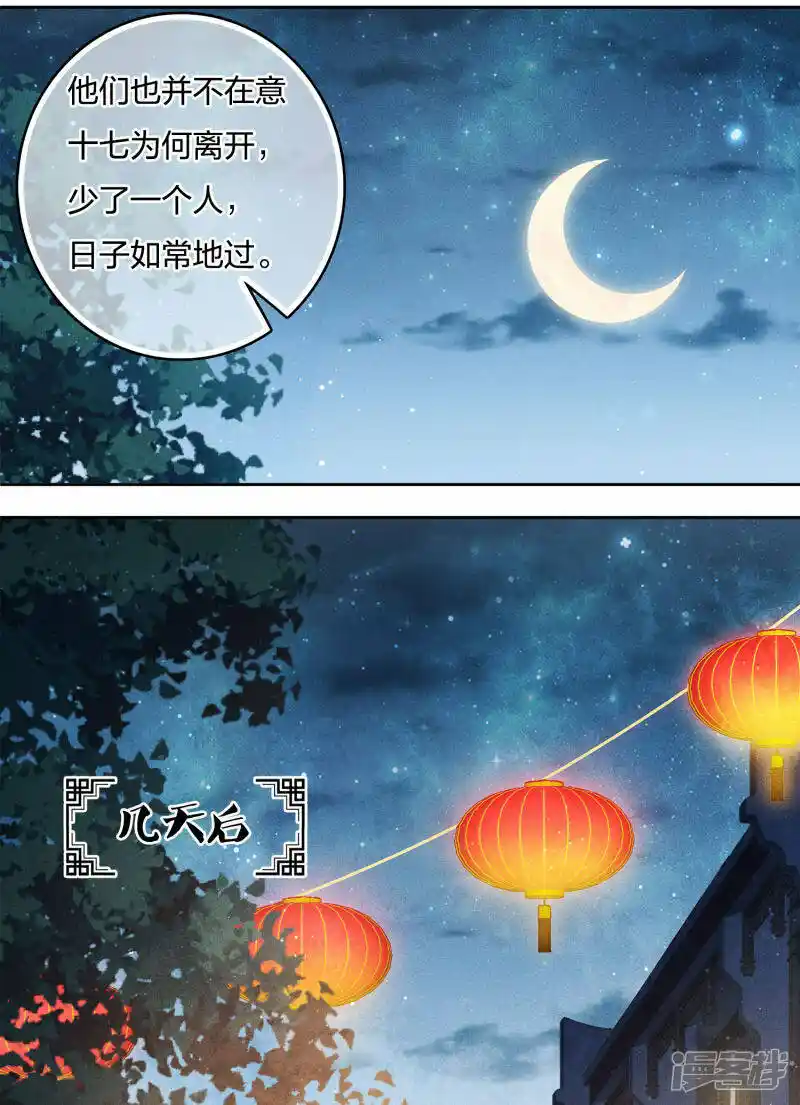 他们也并不在意
十七为何离开，
少了一个人，
日子如常地过。
几天后
漫客栈